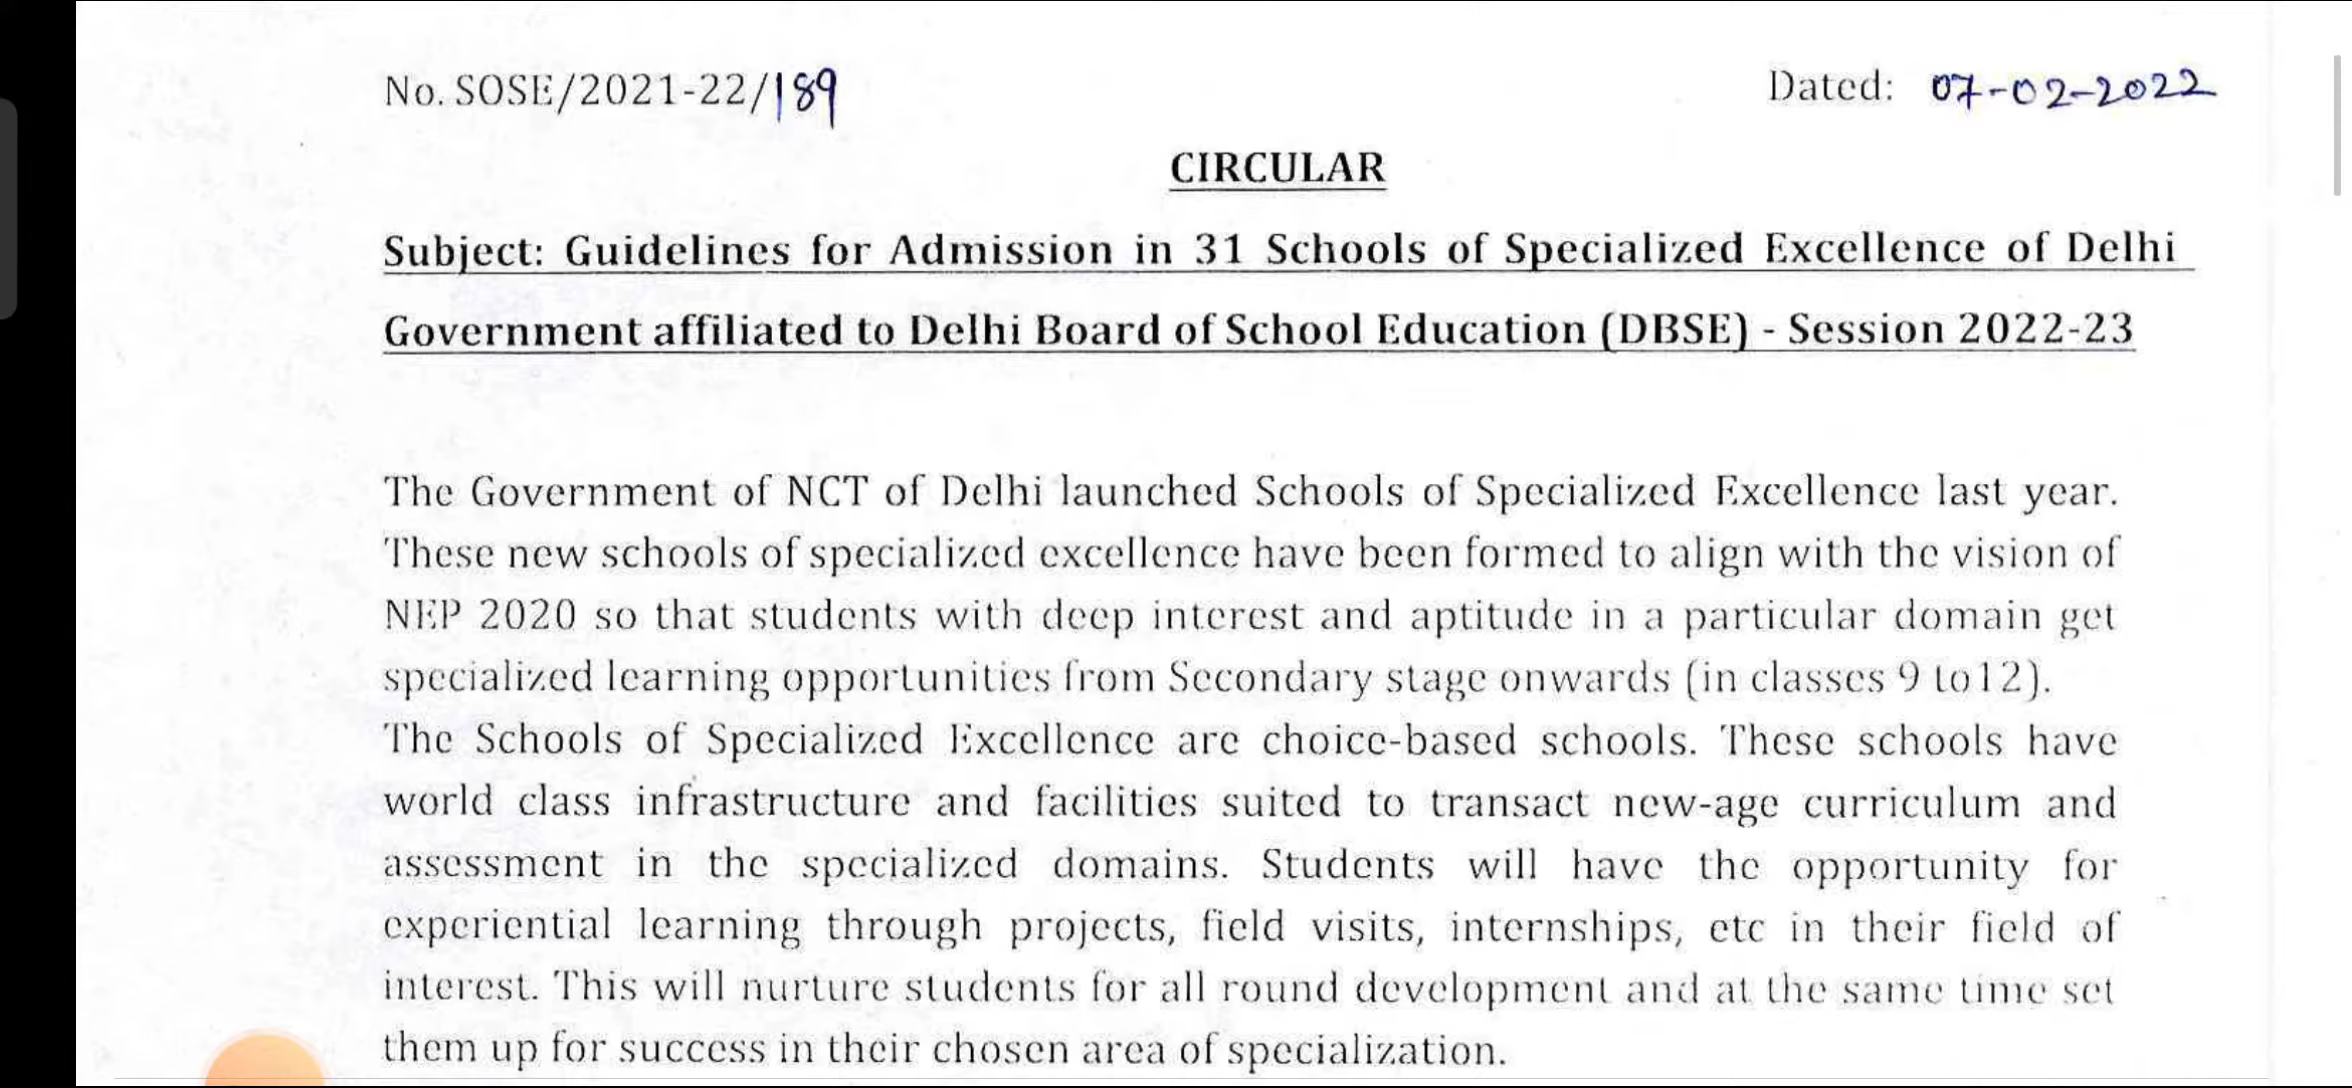 No. SOSE/2021-22/189 Dated: 07-02-2022
CIRCULAR
Subject: Guidelines for Admission in 31 Schools of Specialized Excellence of Delhi
Government affiliated to Delhi Board of School Education (DBSE) - Session 2022-23
The Government of NCT of Delhi launched Schools of Specialized Excellence last year.
These new schools of specialized excellence have been formed to align with the vision of
NEP 2020 so that students with deep interest and aptitude in a particular domain get
specialized learning opportunities from Secondary stage onwards (in classes 9 to12).
The Schools of Specialized Excellence are choice-based schools. These schools have
world class infrastructure and facilities suited to transact new-age curriculum and
assessment in the specialized domains. Students will have the opportunity for
experiential learning through projects, field visits, internships, etc in their field of
interest. This will nurture students for all round development and at the same time set
them up for success in their chosen area of specialization.